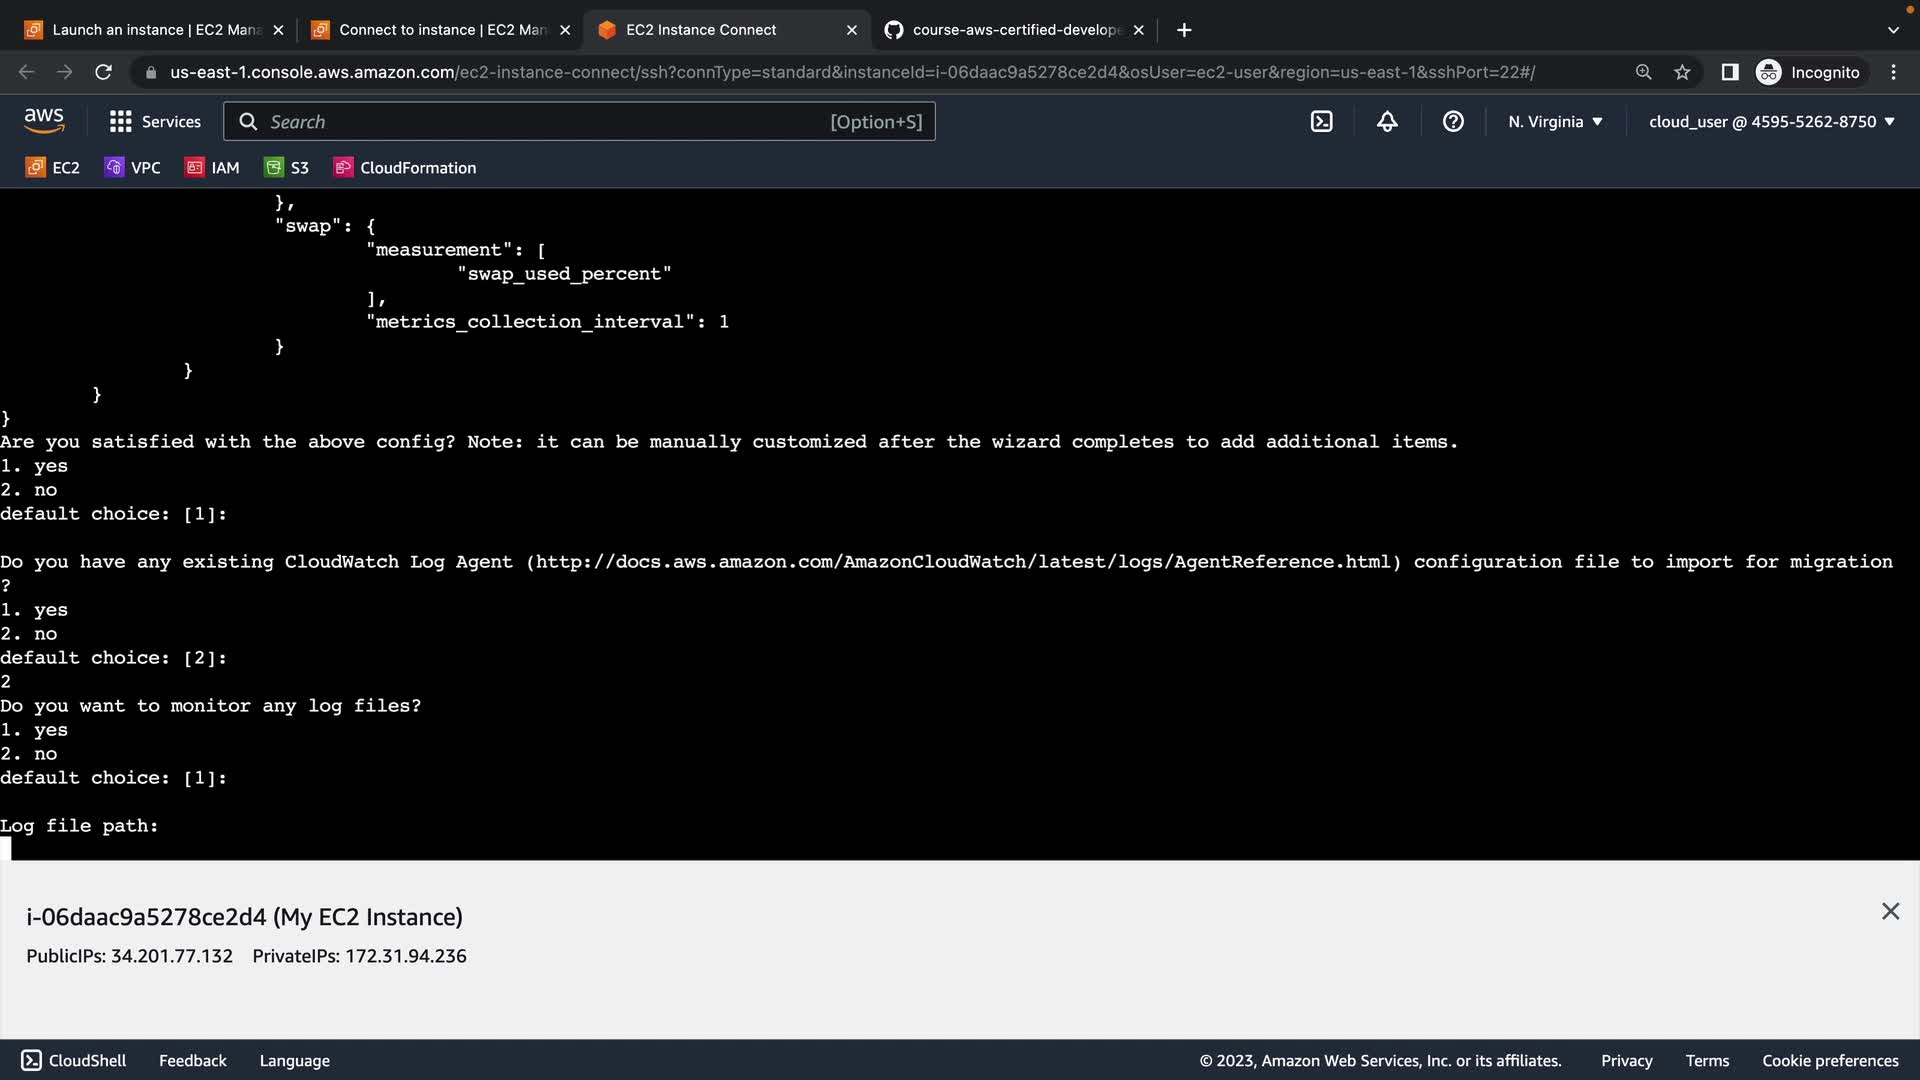 Launch an instance | EC2 Mana
Connect to instance | EC2 Man
EC2 Instance Connect
course-aws-certified-develope
us-east-1.console.aws.amazon.com/ec2-instance-connect/ssh?connType=standard&instanceId=i-06daac9a5278ce2d4&osUser=ec2-user&region=us-east-1&sshPort=22#/
Incognito
aws
Services
Search
[Option+S]
N. Virginia
cloud_user @ 4595-5262-8750
EC2
VPC
IAM
S3
CloudFormation
},
"swap": {
"measurement": [
"swap_used_percent"
],
"metrics_collection_interval": 1
}
}
}
}
Are you satisfied with the above config? Note: it can be manually customized after the wizard completes to add additional items.
1. yes
2. no
default choice: [1]:
Do you have any existing CloudWatch Log Agent (http://docs.aws.amazon.com/AmazonCloudWatch/latest/logs/AgentReference.html) configuration file to import for migration
?
1. yes
2. no
default choice: [2]:
2
Do you want to monitor any log files?
1. yes
2. no
default choice: [1]:
Log file path:
i-06daac9a5278ce2d4 (My EC2 Instance)
PublicIPs: 34.201.77.132 PrivateIPs: 172.31.94.236
CloudShell
Feedback
Language
© 2023, Amazon Web Services, Inc. or its affiliates.
Privacy
Terms
Cookie preferences